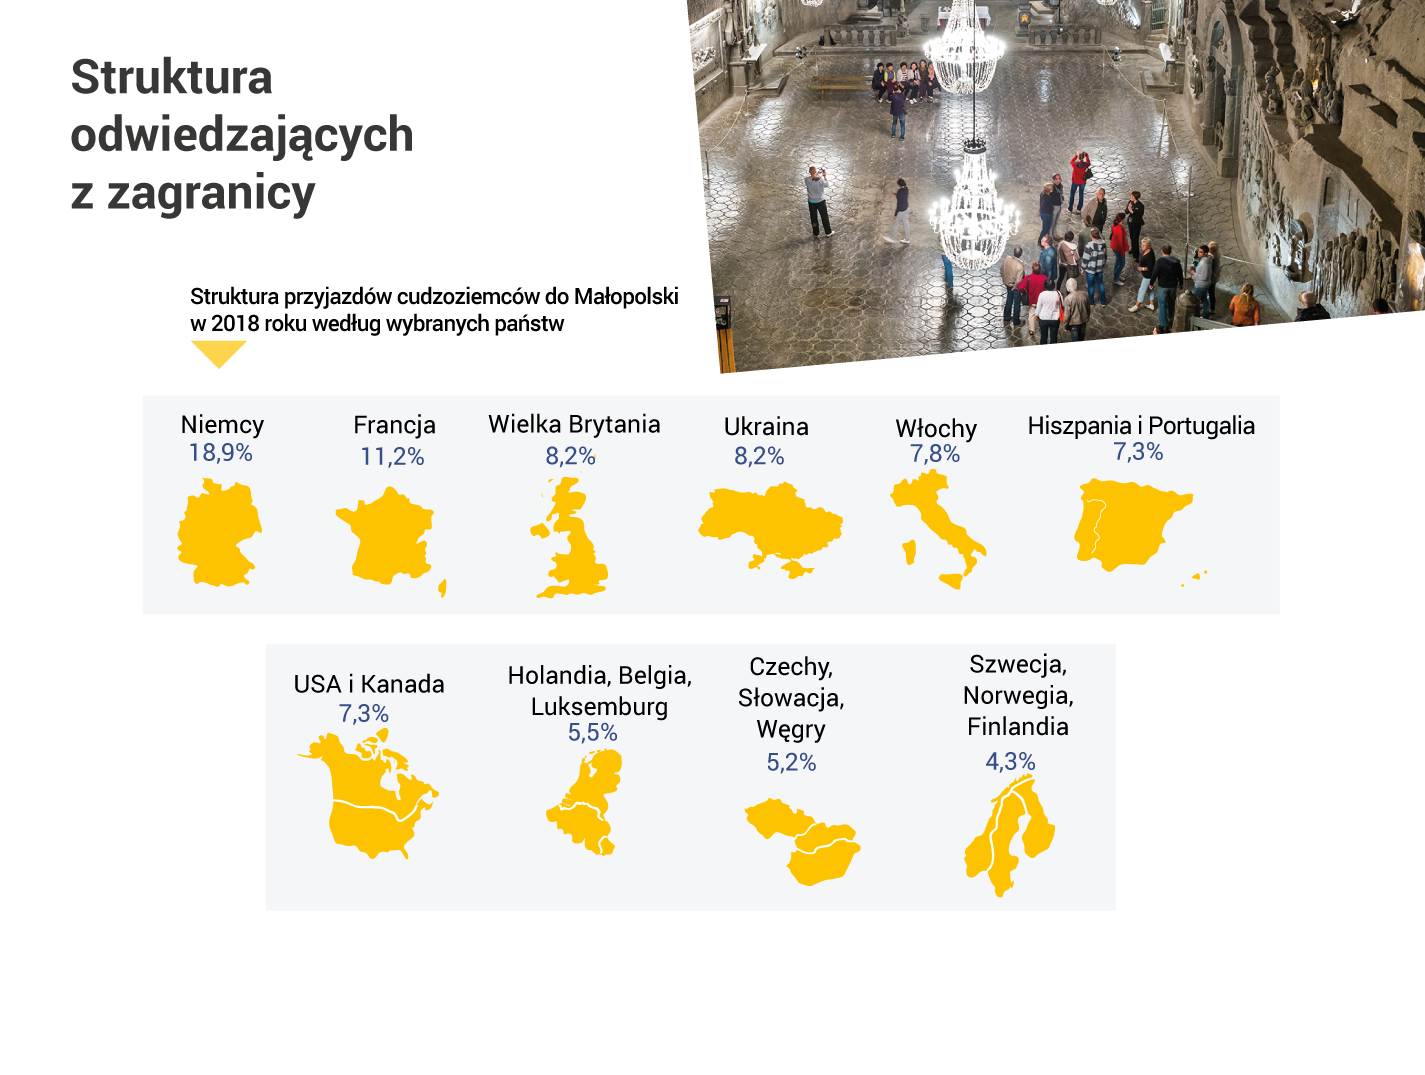 Struktura
odwiedzających
z zagranicy
Struktura przyjazdów cudzoziemców do Małopolski
w 2018 roku według wybranych państw
Niemcy
18,9%
Francja
11,2%
Wielka Brytania
8,2%
Ukraina
8,2%
Włochy
7,8%
Hiszpania i Portugalia
7,3%
USA i Kanada
7,3%
Holandia, Belgia,
Luksemburg
5,5%
Czechy,
Słowacja,
Węgry
5,2%
Szwecja,
Norwegia,
Finlandia
4,3%